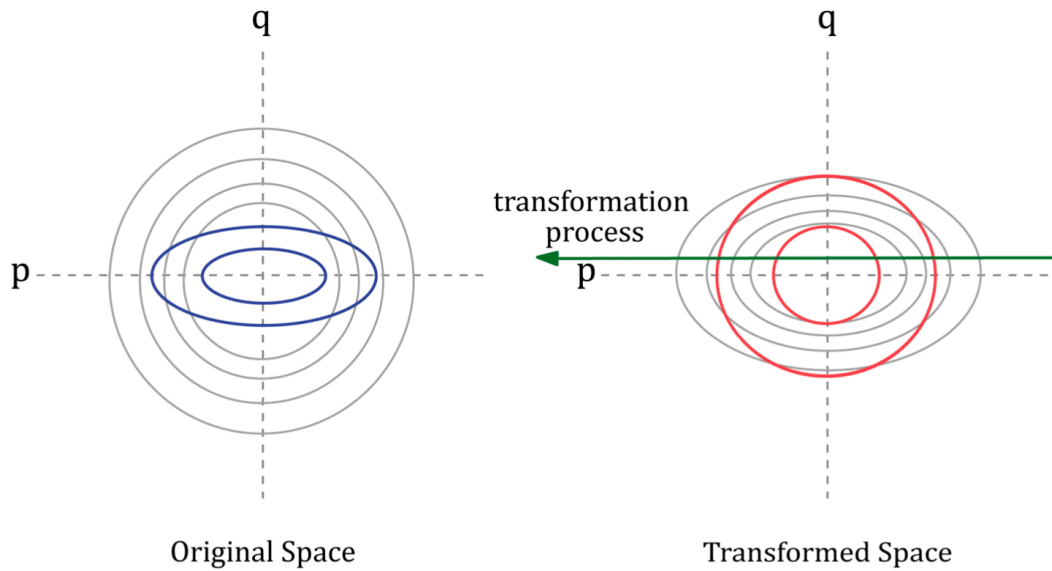 q
p
Original Space
q
transformation
process
p
Transformed Space